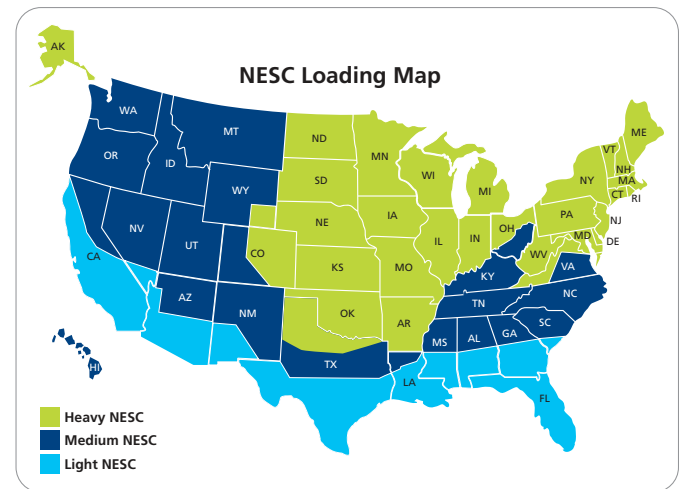 AK
NESC Loading Map
WA
MT
ND
MN
ME
VT
OR
ID
SD
WI
MI
NH
NY
MA
CT
RI
WY
NE
IA
PA
NJ
NV
UT
CO
IL
IN
OH
MD
DE
WV
CA
KS
MO
KY
VA
AZ
NM
OK
AR
TN
NC
MS
AL
GA
SC
HI
TX
LA
FL
Heavy NESC
Medium NESC
Light NESC